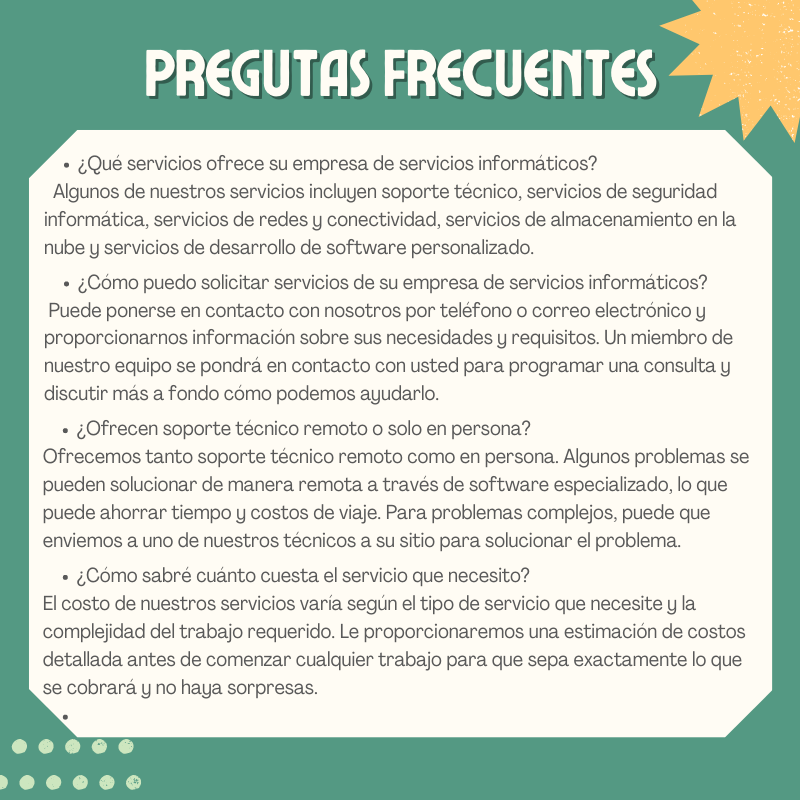 PREGUTAS FRECUENTES
• ¿Qué servicios ofrece su empresa de servicios informáticos?
Algunos de nuestros servicios incluyen soporte técnico, servicios de seguridad
informática, servicios de redes y conectividad, servicios de almacenamiento en la
nube y servicios de desarrollo de software personalizado.
• ¿Cómo puedo solicitar servicios de su empresa de servicios informáticos?
Puede ponerse en contacto con nosotros por teléfono o correo electrónico y
proporcionarnos información sobre sus necesidades y requisitos. Un miembro de
nuestro equipo se pondrá en contacto con usted para programar una consulta y
discutir más a fondo cómo podemos ayudarlo.
• ¿Ofrecen soporte técnico remoto o solo en persona?
Ofrecemos tanto soporte técnico remoto como en persona. Algunos problemas se
pueden solucionar de manera remota a través de software especializado, lo que
puede ahorrar tiempo y costos de viaje. Para problemas complejos, puede que
enviemos a uno de nuestros técnicos a su sitio para solucionar el problema.
• ¿Cómo sabré cuánto cuesta el servicio que necesito?
El costo de nuestros servicios varía según el tipo de servicio que necesite y la
complejidad del trabajo requerido. Le proporcionaremos una estimación de costos
detallada antes de comenzar cualquier trabajo para que sepa exactamente lo que
se cobrará y no haya sorpresas.
•